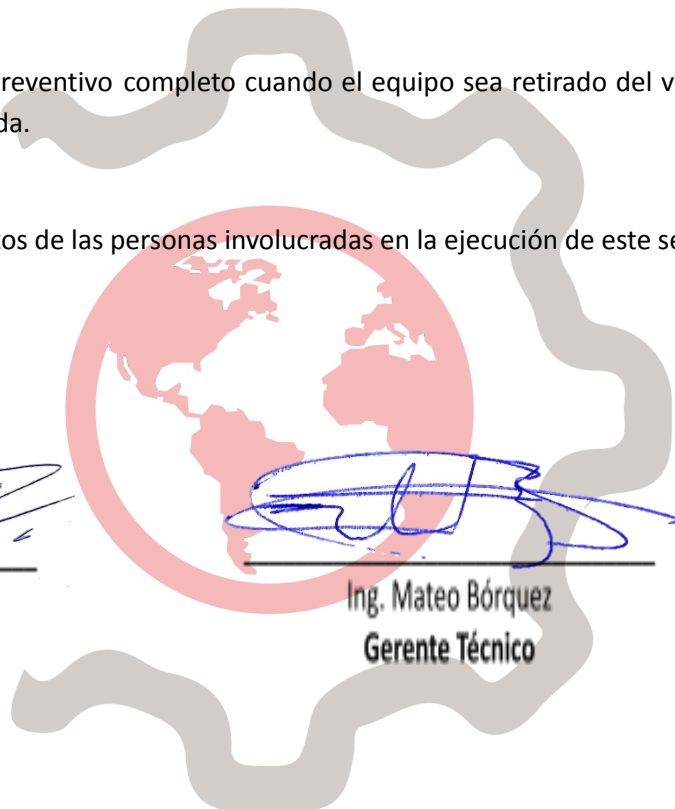 reventivo completo cuando el equipo sea retirado del v
da.
tos de las personas involucradas en la ejecución de este se
Ing. Mateo Bórquez
Gerente Técnico